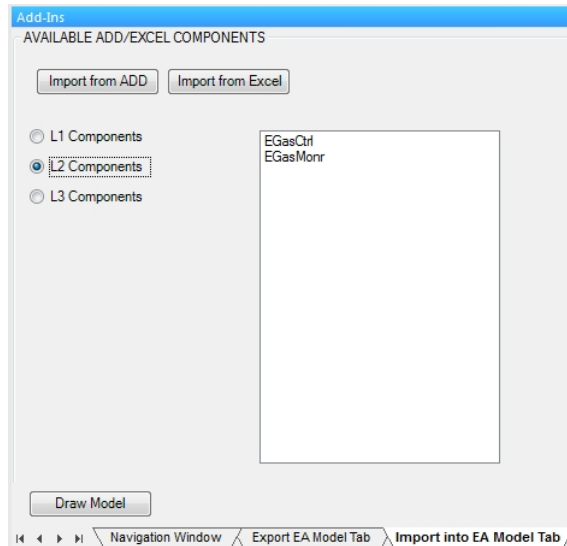 Add-Ins
AVAILABLE ADD/EXCEL COMPONENTS
Import from ADD Import from Excel
L1 Components
L2 Components
L3 Components
EGasCtrl
EGasMonr
Draw Model
Navigation Window Export EA Model Tab Import into EA Model Tab